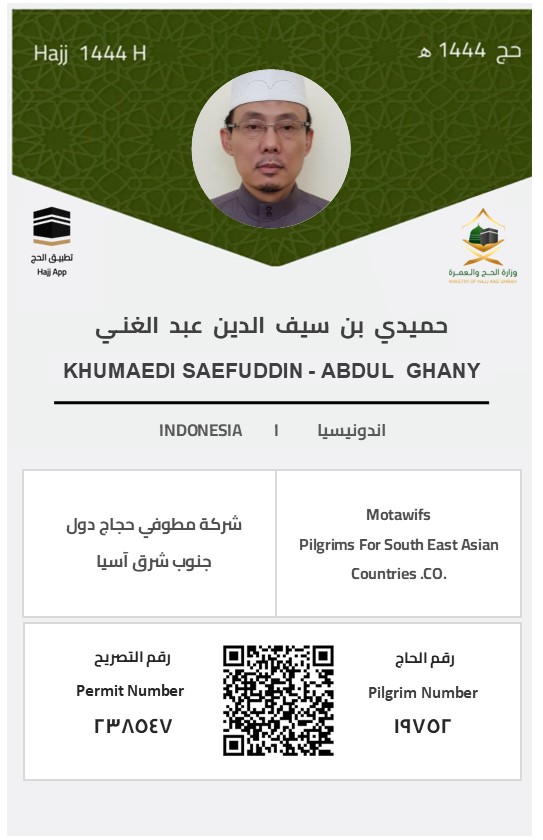 Hajj 1444 H
حج 1444 هـ
تطبيق الحج
Hajj App
وزارة الحج والعمرة
MINISTRY OF HAJJ AND UMRAH
حميدي بن سيف الدين عبد الغني
KHUMAEDI SAEFUDDIN - ABDUL GHANY
INDONESIA | اندونيسيا
شركة مطوفي حجاج دول
جنوب شرق آسيا
Motawifs
Pilgrims For South East Asian
Countries .CO.
رقم التصريح
Permit Number
٢٣٨٥٤٧
رقم الحاج
Pilgrim Number
١٩٧٥٢